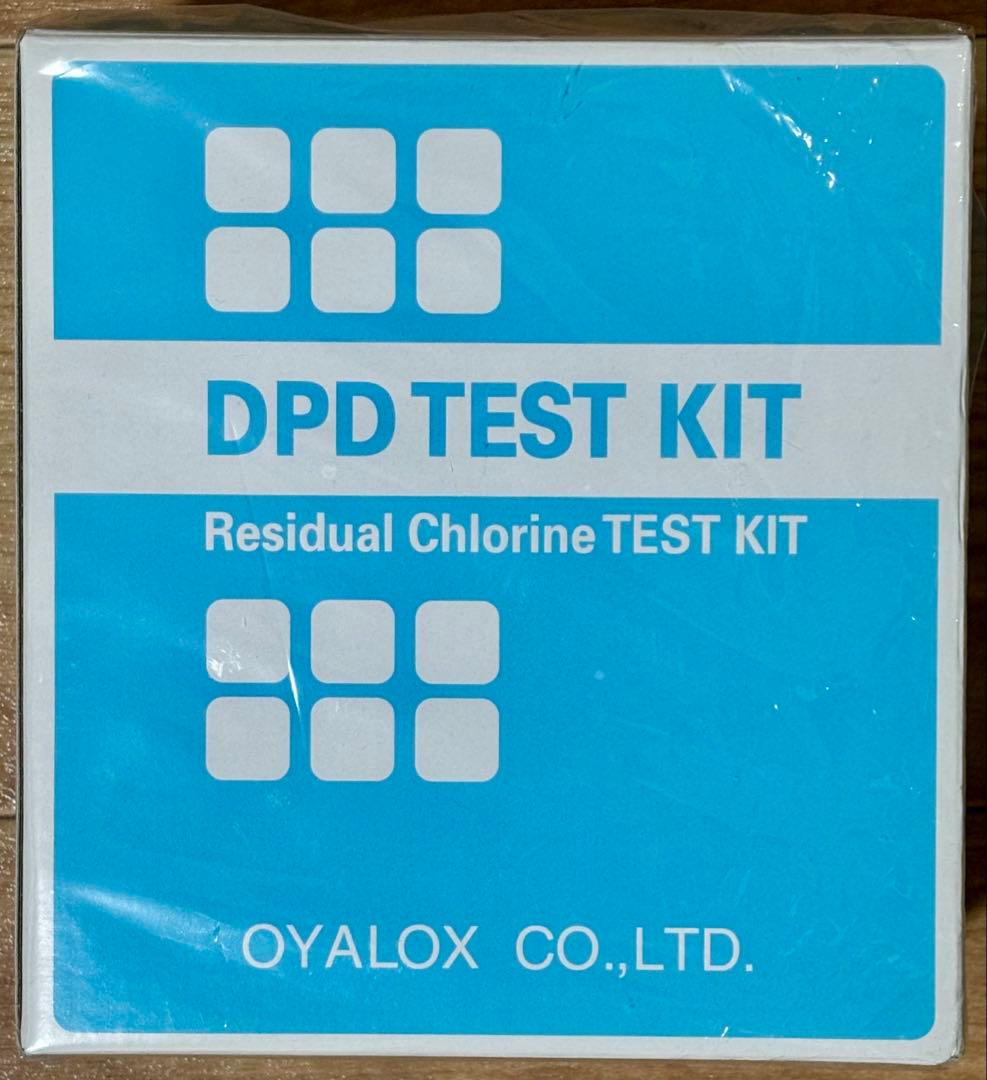 DPD TEST KIT
Residual Chlorine TEST KIT
OYALOX CO.,LTD.